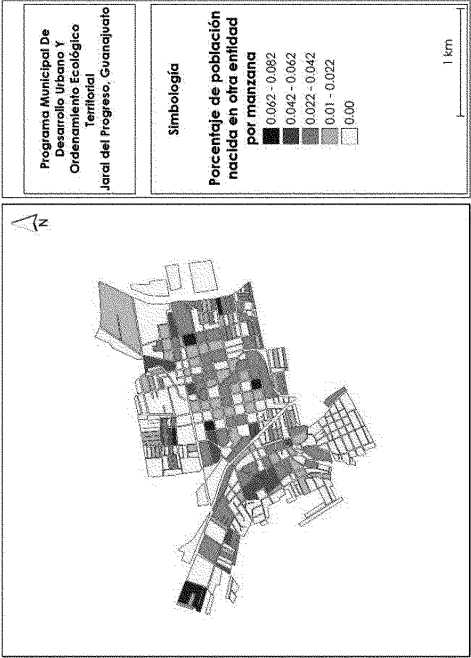 Programa Municipal De
Desarrollo Urbano Y
Ordenamiento Ecológico
Territorial
Jaral del Progreso, Guanajuato
Simbología
Porcentaje de población
nacida en otra entidad
por manzana
0.062 - 0.082
0.042 - 0.062
0.022 - 0.042
0.01 - 0.022
0.00
1 km
N